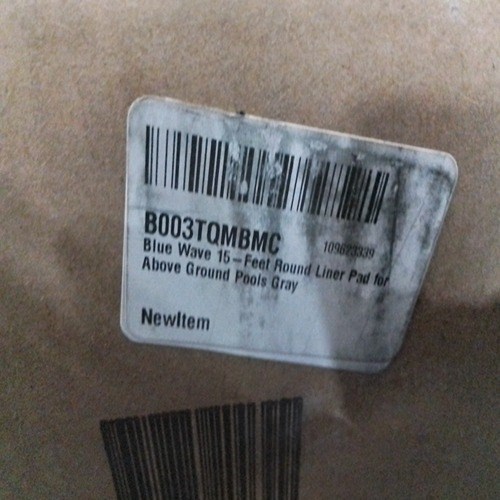 B003TQMBMC
109623339
Blue Wave 15-Feet Round Liner Pad for
Above Ground Pools Gray
NewItem